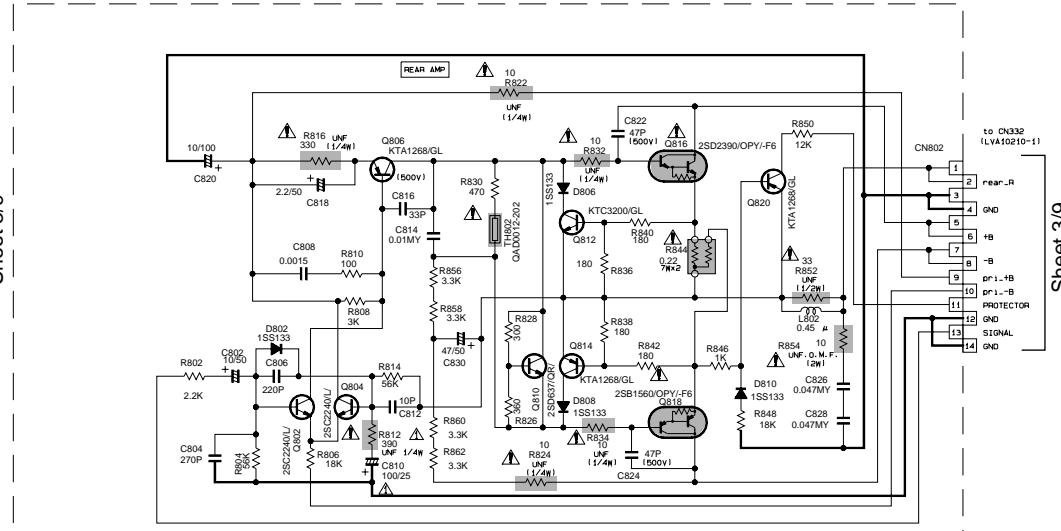 REAR AMP
10
R822
UNF
(1/4W)
C822
47P
(500V)
R850
12K
to CN332
(LVA10210-1)
CN802
R816
330
UNF
(1/4W)
Q806
KTA1268/GL
10
R832
UNF
(1/4W)
Q816
2SD2390/OPY/-F6
10/100
C820
2.2/50
C818
(500V)
C816
33P
C814
0.01MY
R830
470
TH802
QAD0012-202
1SS133
D806
KTC3200/GL
Q812
R840
180
Q820
KTA1268/GL
1
2
rear_R
3
4
GND
5
6
+B
7
8
-B
9
pri_+B
10
pri_-B
11
PROTECTOR
12
GND
13
SIGNAL
14
GND
Sheet 3/9
C808
0.0015
R810
100
R856
3.3K
180
R836
R844
0.22
7W×2
33
R852
UNF
(1/2W)
R808
3K
R858
3.3K
L802
0.45 μ
D802
1SS133
47/50
C830
R828
300
R838
180
Q814
R842
180
R846
1K
R854
10
UNF.O.M.F.
(2W)
R802
2.2K
C802
10/50
C806
220P
Q804
2SC2240/L/
R814
56K
10P
C812
KTA1268/GL
Q810
2SD637/QR/
360
R826
D808
1SS133
2SB1560/OPY/-F6
Q818
D810
1SS133
R848
18K
C826
0.047MY
C828
0.047MY
2SC2240/L/
Q802
R812
390
UNF 1/4W
R860
3.3K
R862
3.3K
R834
10
UNF
(1/4W)
C804
270P
R804
56K
R806
18K
C810
100/25
R824
10
UNF
(1/4W)
47P
(500V)
C824